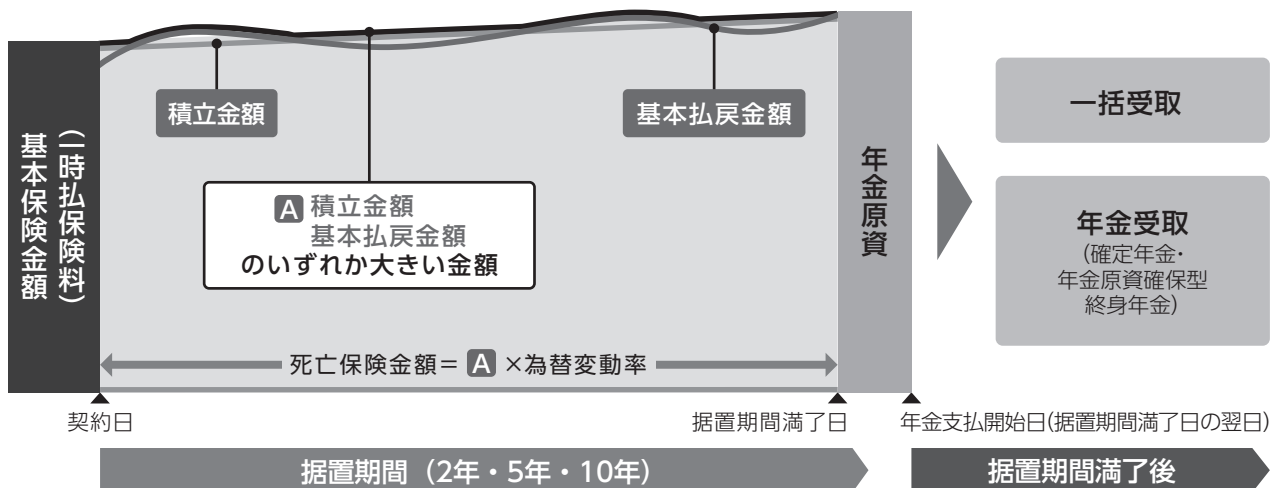 基本保険金額
（一時払保険料）
積立金額
基本払戻金額
A 積立金額
基本払戻金額
のいずれか大きい金額
死亡保険金額＝ A ×為替変動率
年金原資
一括受取
年金受取
(確定年金・
年金原資確保型
終身年金)
契約日
据置期間満了日
年金支払開始日(据置期間満了日の翌日)
据置期間（2年・5年・10年）
据置期間満了後